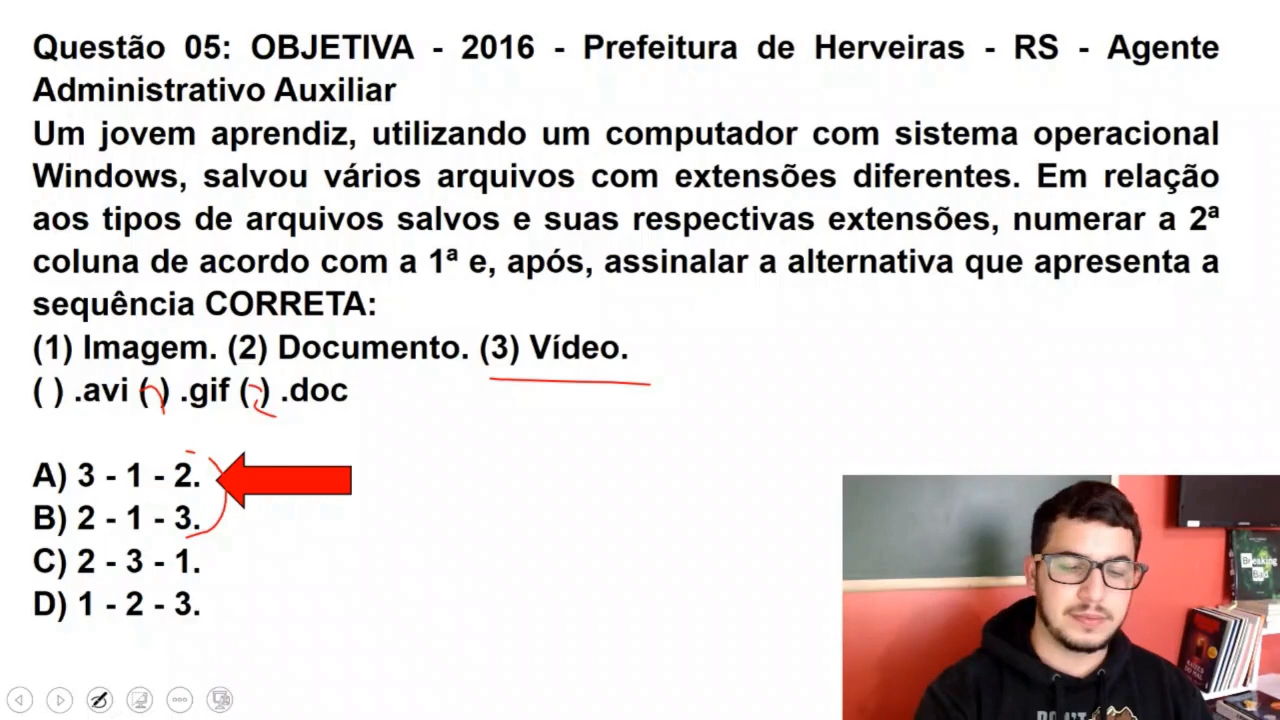 Questão 05: OBJETIVA - 2016 - Prefeitura de Herveiras - RS - Agente
Administrativo Auxiliar
Um jovem aprendiz, utilizando um computador com sistema operacional
Windows, salvou vários arquivos com extensões diferentes. Em relação
aos tipos de arquivos salvos e suas respectivas extensões, numerar a 2ª
coluna de acordo com a 1ª e, após, assinalar a alternativa que apresenta a
sequência CORRETA:
(1) Imagem. (2) Documento. (3) Vídeo.
( ) .avi ( ) .gif ( ) .doc
A) 3 - 1 - 2.
B) 2 - 1 - 3.
C) 2 - 3 - 1.
D) 1 - 2 - 3.
Breaking
Bad